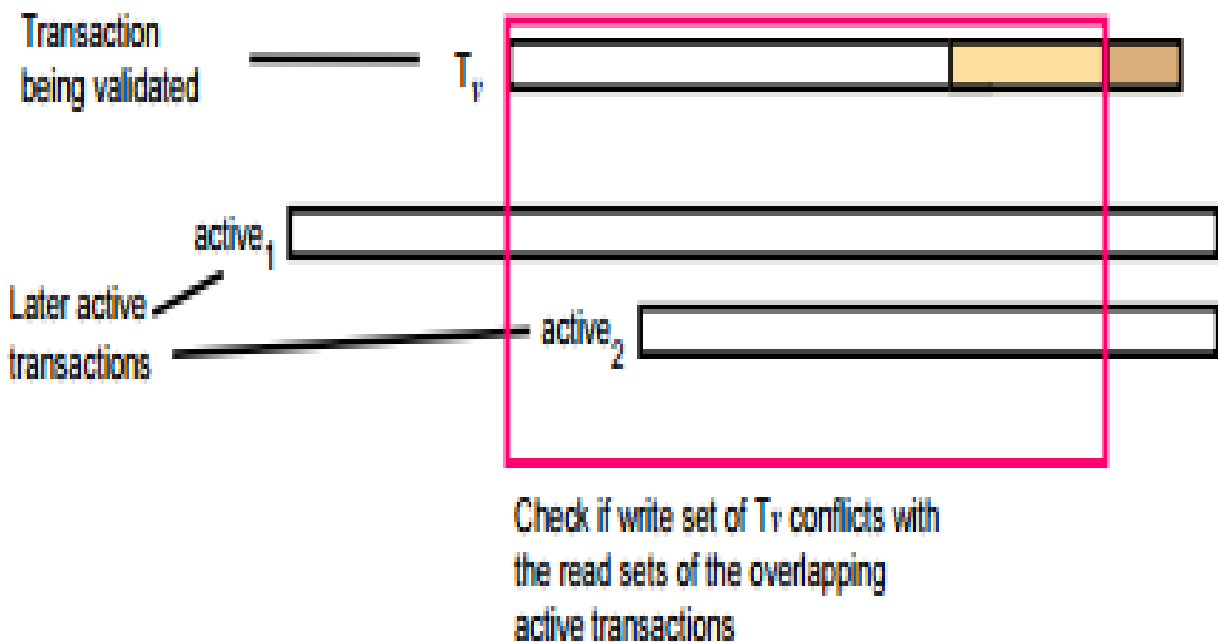 Transaction
being validated
Tv
active1
Later active
transactions
active2
Check if write set of Tv conflicts with
the read sets of the overlapping
active transactions